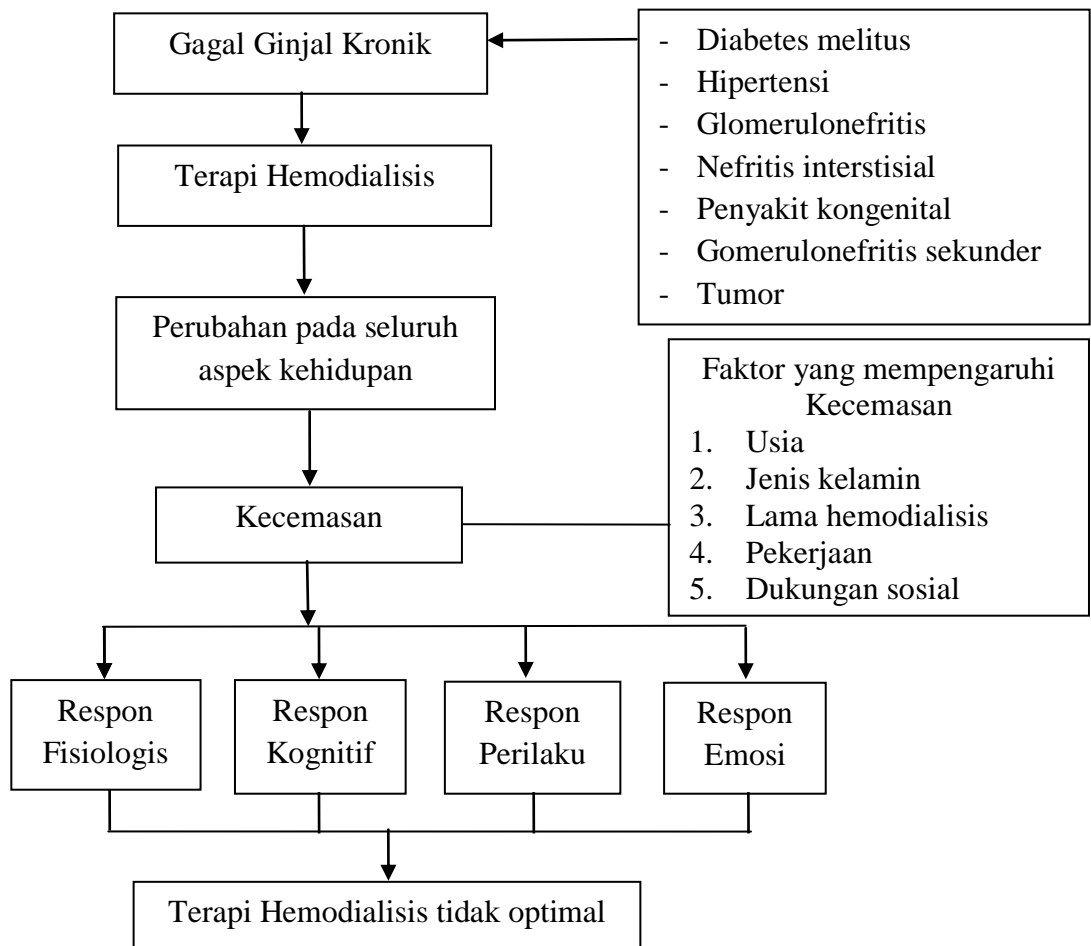 Gagal Ginjal Kronik
- Diabetes melitus
- Hipertensi
- Glomerulonefritis
- Nefritis interstisial
- Penyakit kongenital
- Gomerulonefritis sekunder
- Tumor
Terapi Hemodialisis
Perubahan pada seluruh
aspek kehidupan
Faktor yang mempengaruhi
Kecemasan
1. Usia
2. Jenis kelamin
3. Lama hemodialisis
4. Pekerjaan
5. Dukungan sosial
Kecemasan
Respon
Fisiologis
Respon
Kognitif
Respon
Perilaku
Respon
Emosi
Terapi Hemodialisis tidak optimal